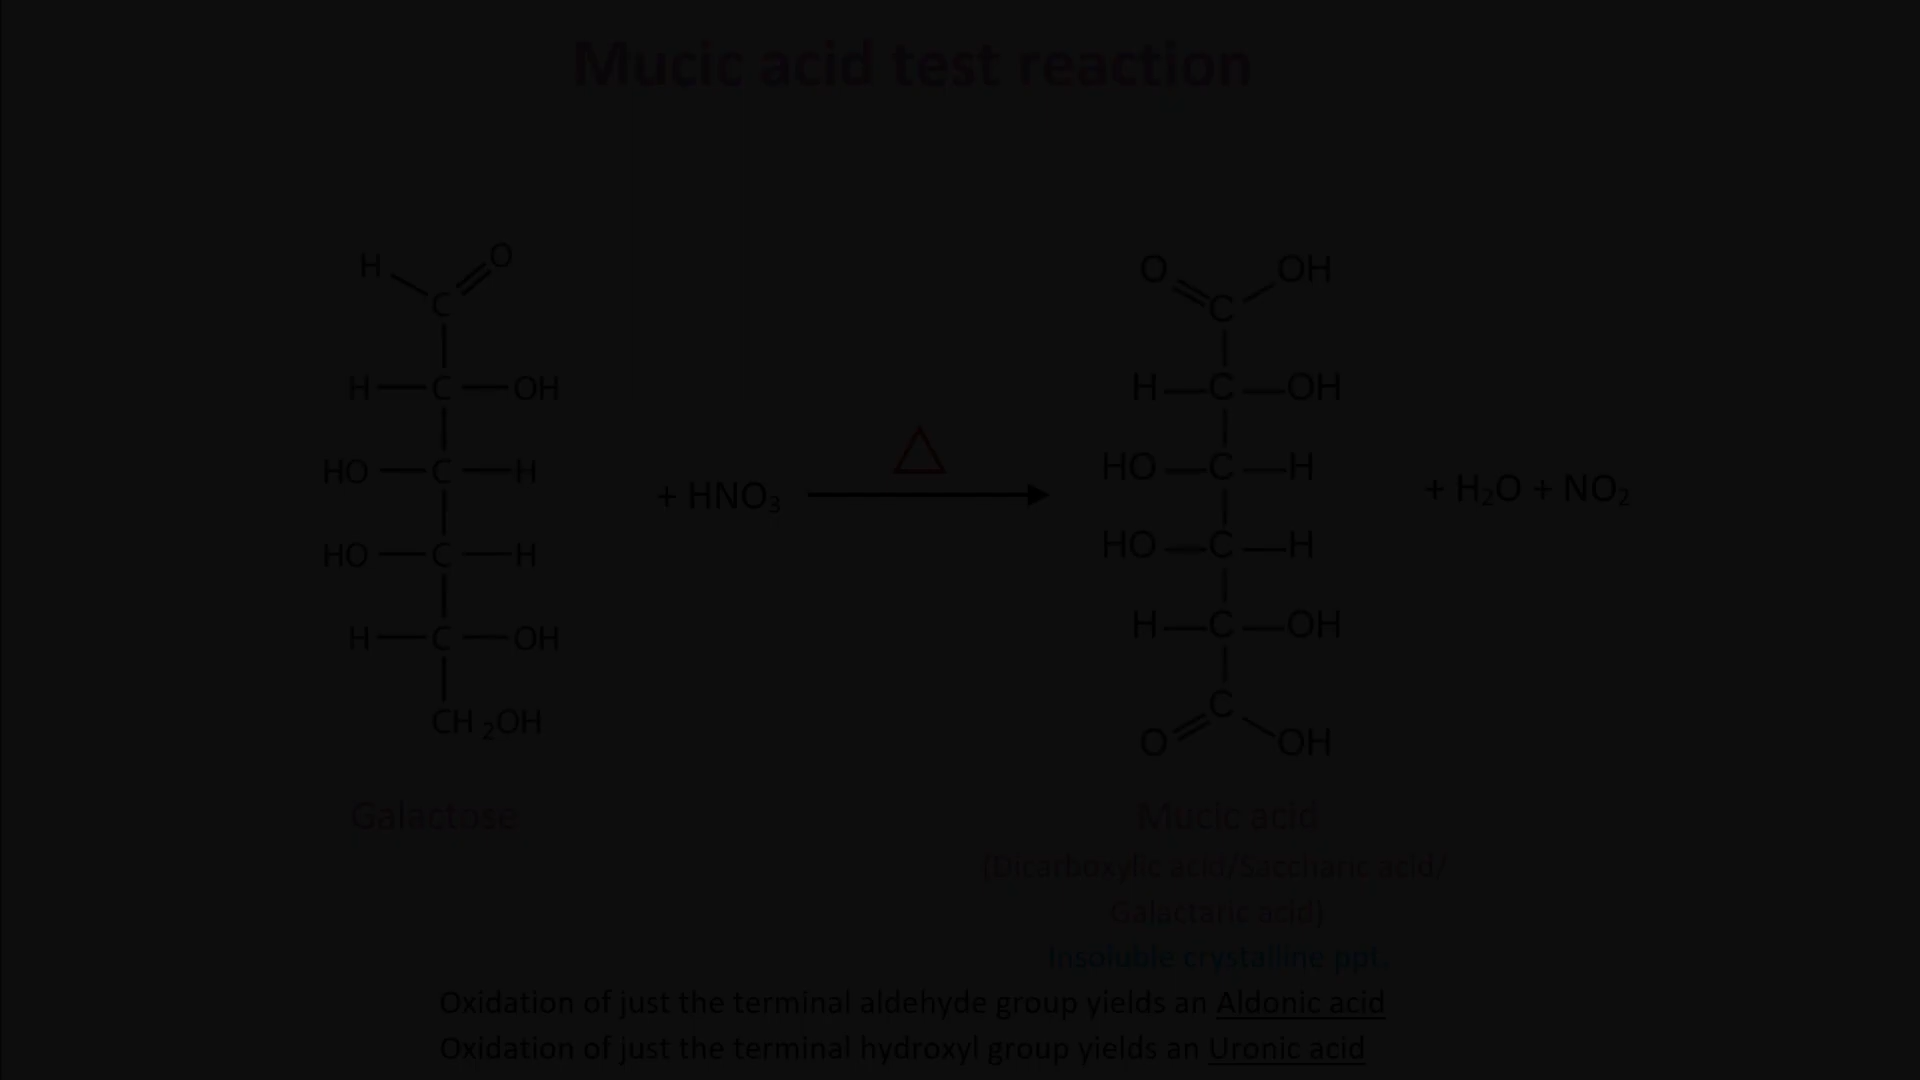 Mucic acid test reaction
H O
C
H C OH
HO C H
HO C H
H C OH
CH2OH
Galactose
+ HNO3
O OH
C
H C OH
HO C H
HO C H
H C OH
C
O OH
+ H2O + NO2
Mucic acid
(Dicarboxylic acid/Saccharic acid/
Galactaric acid)
Insoluble crystalline ppt.
Oxidation of just the terminal aldehyde group yields an Aldonic acid
Oxidation of just the terminal hydroxyl group yields an Uronic acid